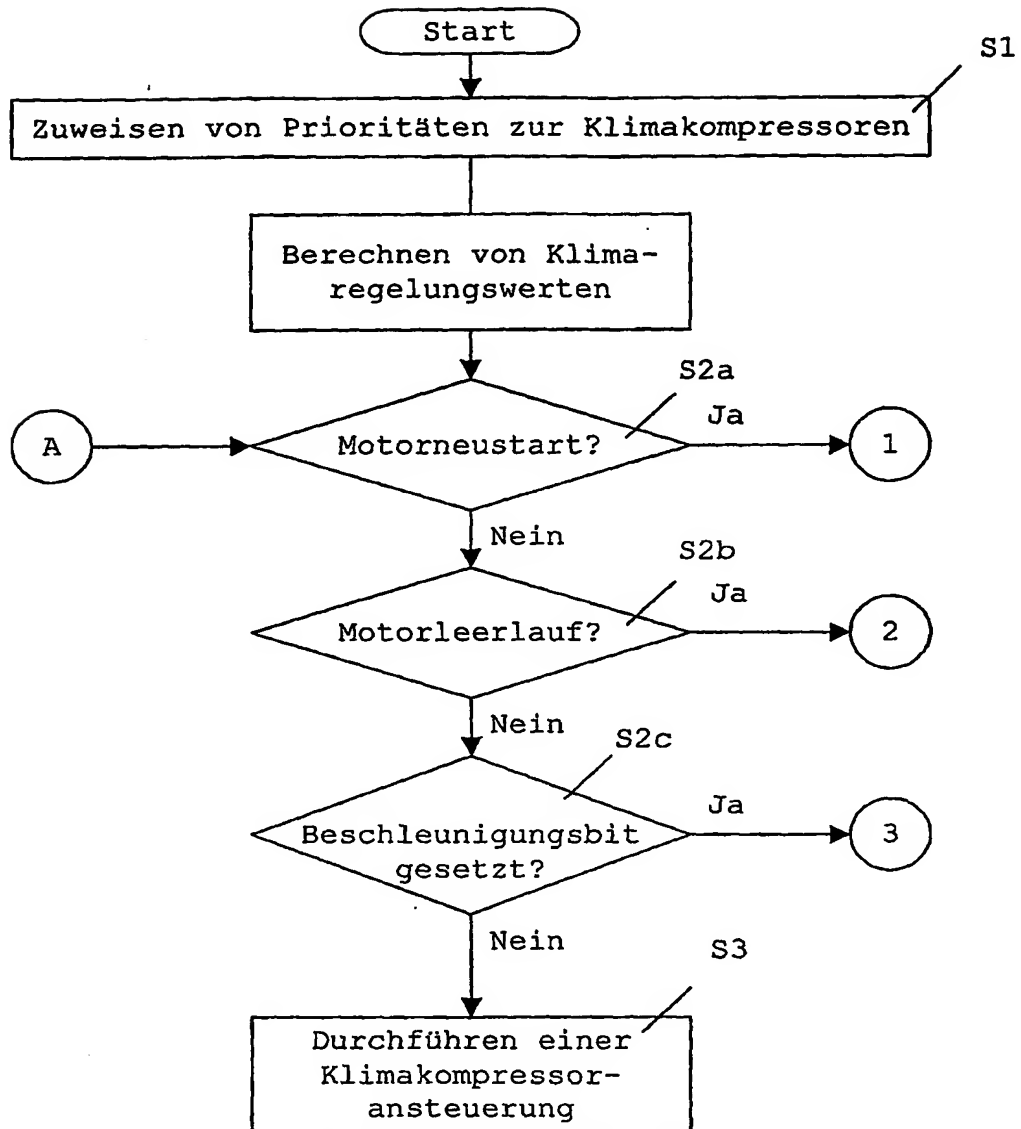 Start
S1
Zuweisen von Prioritäten zur Klimakompressoren
Berechnen von Klima-
regelungswerten
S2a
A
Motorneustart?
Ja
1
Nein
S2b
Motorleerlauf?
Ja
2
Nein
S2c
Beschleunigungsbit
gesetzt?
Ja
3
Nein
S3
Durchführen einer
Klimakompressor-
ansteuerung